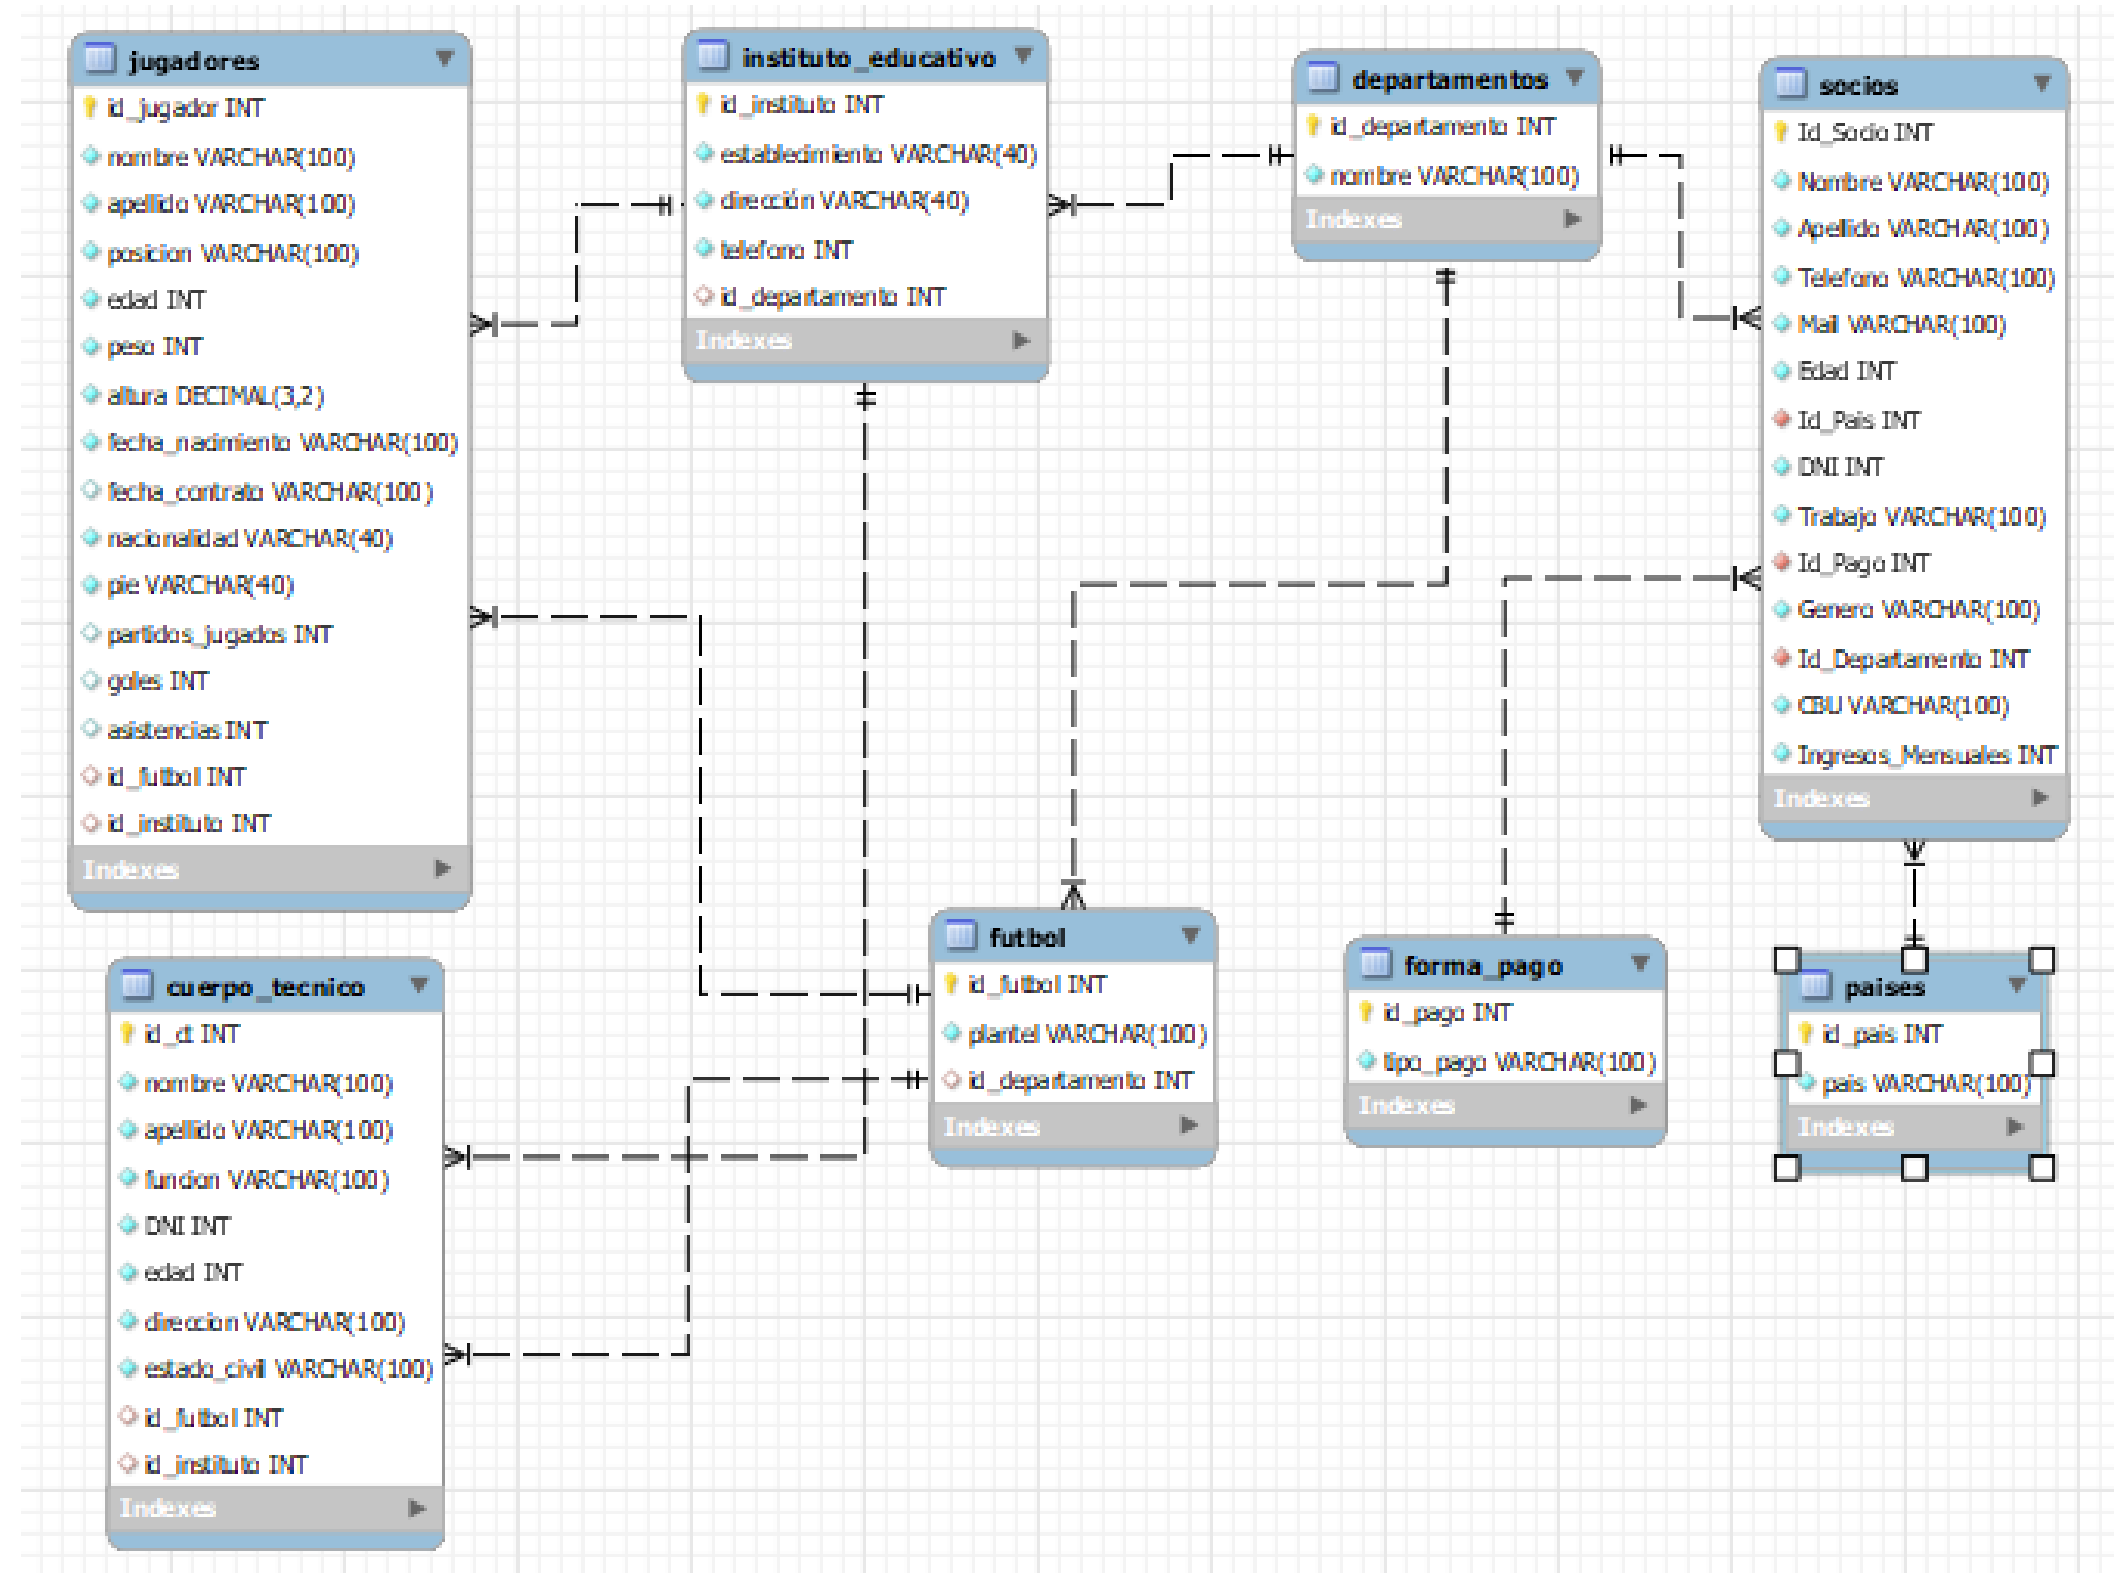 jugadores
id_jugador INT
nombre VARCHAR(100)
apellido VARCHAR(100)
posicion VARCHAR(100)
edad INT
peso INT
altura DECIMAL(3,2)
fecha_nacimiento VARCHAR(100)
fecha_contrato VARCHAR(100)
nacionalidad VARCHAR(40)
pie VARCHAR(40)
partidos_jugados INT
goles INT
asistencias INT
id_futbol INT
id_instituto INT
Indexes
instituto_educativo
id_instituto INT
establecimiento VARCHAR(40)
dirección VARCHAR(40)
telefono INT
id_departamento INT
Indexes
departamentos
id_departamento INT
nombre VARCHAR(100)
Indexes
socios
Id_Socio INT
Nombre VARCHAR(100)
Apellido VARCHAR(100)
Telefono VARCHAR(100)
Mail VARCHAR(100)
Edad INT
Id_Pais INT
DNI INT
Trabajo VARCHAR(100)
Id_Pago INT
Genero VARCHAR(100)
Id_Departamento INT
CBU VARCHAR(100)
Ingresos_Mensuales INT
Indexes
cuerpo_tecnico
id_dt INT
nombre VARCHAR(100)
apellido VARCHAR(100)
funcion VARCHAR(100)
DNI INT
edad INT
direccion VARCHAR(100)
estado_civil VARCHAR(100)
id_futbol INT
id_instituto INT
Indexes
futbol
id_futbol INT
plantel VARCHAR(100)
id_departamento INT
Indexes
forma_pago
id_pago INT
tipo_pago VARCHAR(100)
Indexes
paises
id_pais INT
pais VARCHAR(100)
Indexes